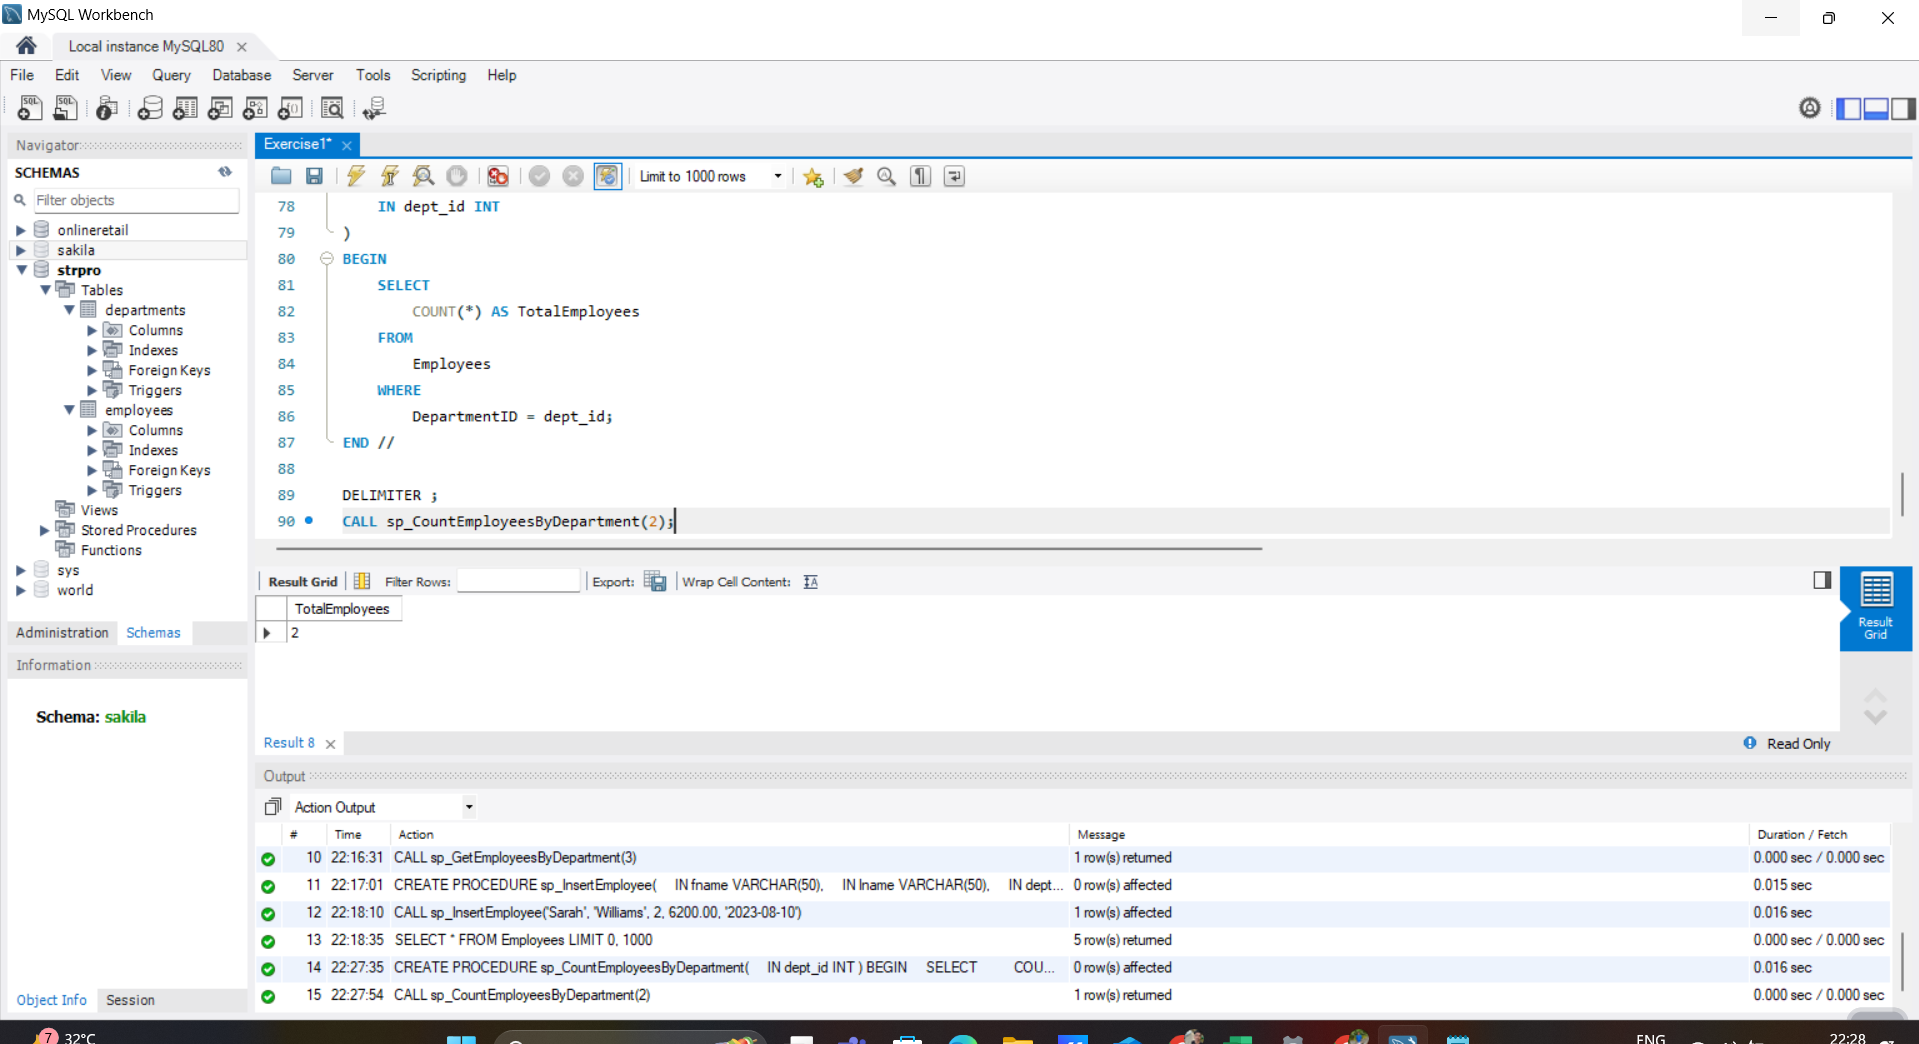 MySQL Workbench
Local instance MySQL80
File Edit View Query Database Server Tools Scripting Help
Navigator
SCHEMAS
Filter objects
onlineretail
sakila
strpro
Tables
departments
Columns
Indexes
Foreign Keys
Triggers
employees
Columns
Indexes
Foreign Keys
Triggers
Views
Stored Procedures
Functions
sys
world
Administration Schemas
Information
Schema: sakila
Object Info Session
Exercise1*
Limit to 1000 rows
78 IN dept_id INT
79 )
80 BEGIN
81 SELECT
82 COUNT(*) AS TotalEmployees
83 FROM
84 Employees
85 WHERE
86 DepartmentID = dept_id;
87 END //
88
89 DELIMITER ;
90 CALL sp_CountEmployeesByDepartment(2);
Result Grid Filter Rows: Export: Wrap Cell Content:
TotalEmployees
2
Result
Grid
Result 8
Read Only
Output
Action Output
# Time Action Message Duration / Fetch
10 22:16:31 CALL sp_GetEmployeesByDepartment(3) 1 row(s) returned 0.000 sec / 0.000 sec
11 22:17:01 CREATE PROCEDURE sp_InsertEmployee( IN fname VARCHAR(50), IN lname VARCHAR(50), IN dept... 0 row(s) affected 0.015 sec
12 22:18:10 CALL sp_InsertEmployee('Sarah', 'Williams', 2, 6200.00, '2023-08-10') 1 row(s) affected 0.016 sec
13 22:18:35 SELECT * FROM Employees LIMIT 0, 1000 5 row(s) returned 0.000 sec / 0.000 sec
14 22:27:35 CREATE PROCEDURE sp_CountEmployeesByDepartment( IN dept_id INT ) BEGIN SELECT COU... 0 row(s) affected 0.016 sec
15 22:27:54 CALL sp_CountEmployeesByDepartment(2) 1 row(s) returned 0.000 sec / 0.000 sec
7 32°C
ENG
22:28